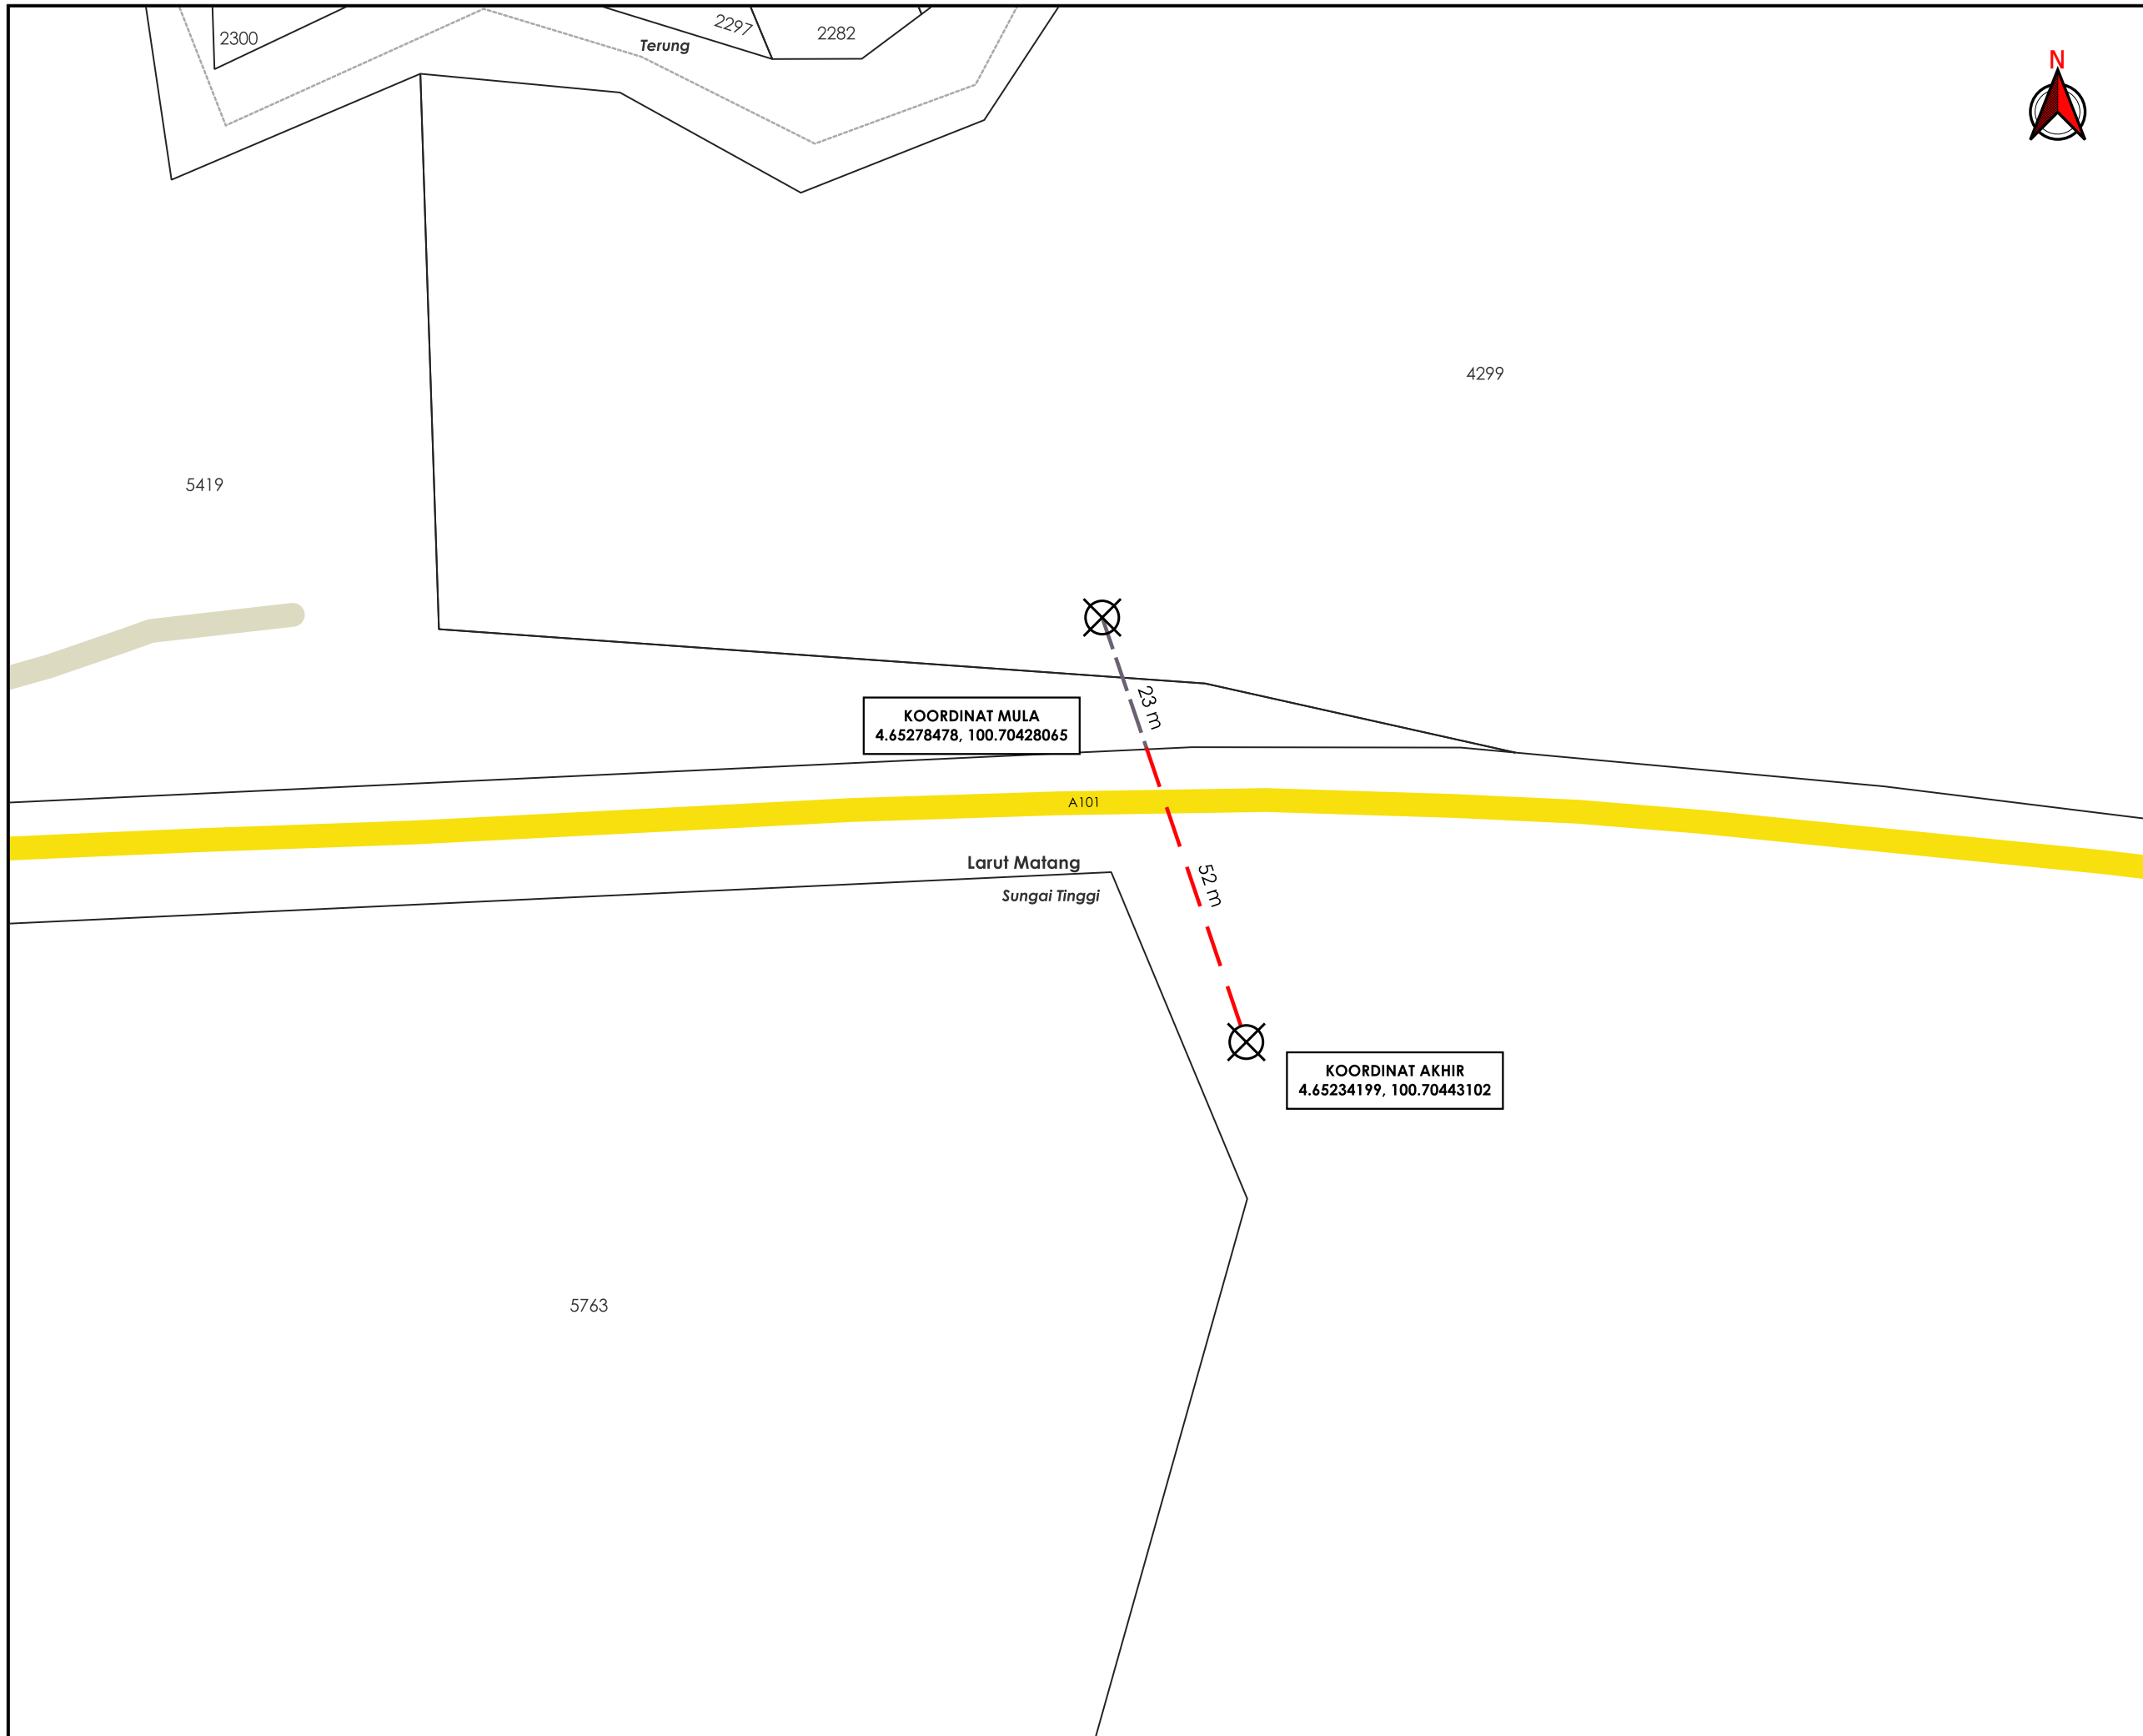 2300
Terung
2297
2282
N
4299
5419
23 m
KOORDINAT MULA
4.65278478, 100.70428065
A101
Larut Matang
Sungai Tinggi
52 m
KOORDINAT AKHIR
4.65234199, 100.70443102
5763